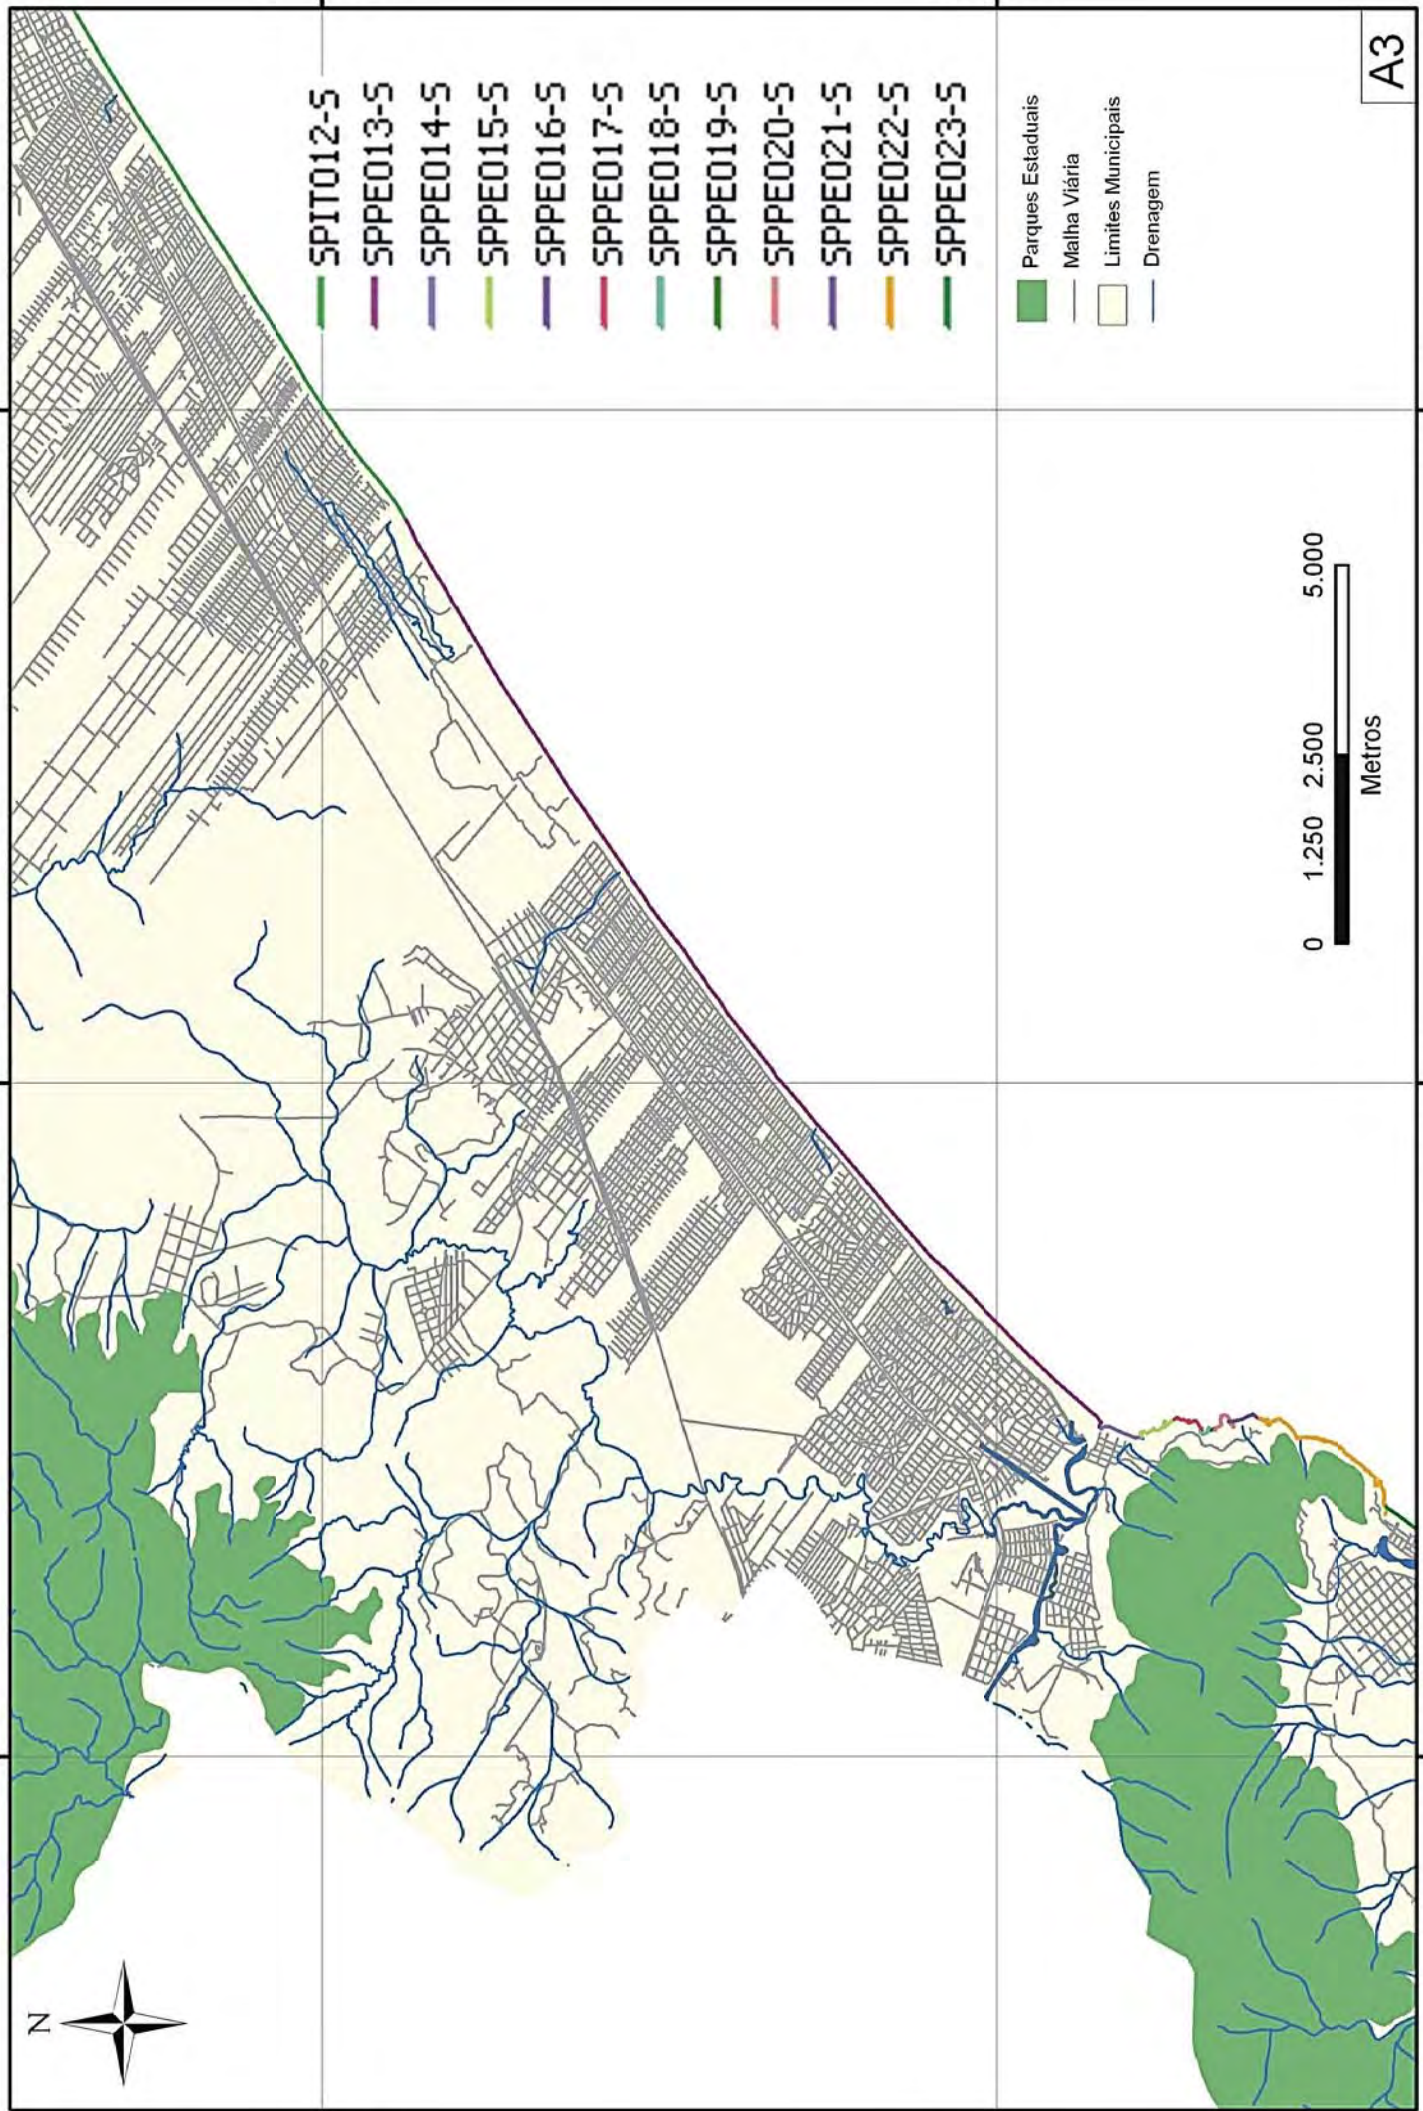 N
SPIT012-S
SPPE013-S
SPPE014-S
SPPE015-S
SPPE016-S
SPPE017-S
SPPE018-S
SPPE019-S
SPPE020-S
SPPE021-S
SPPE022-S
SPPE023-S
Parques Estaduais
Malha Viária
Limites Municipais
Drenagem
0 1.250 2.500 5.000
Metros
A3